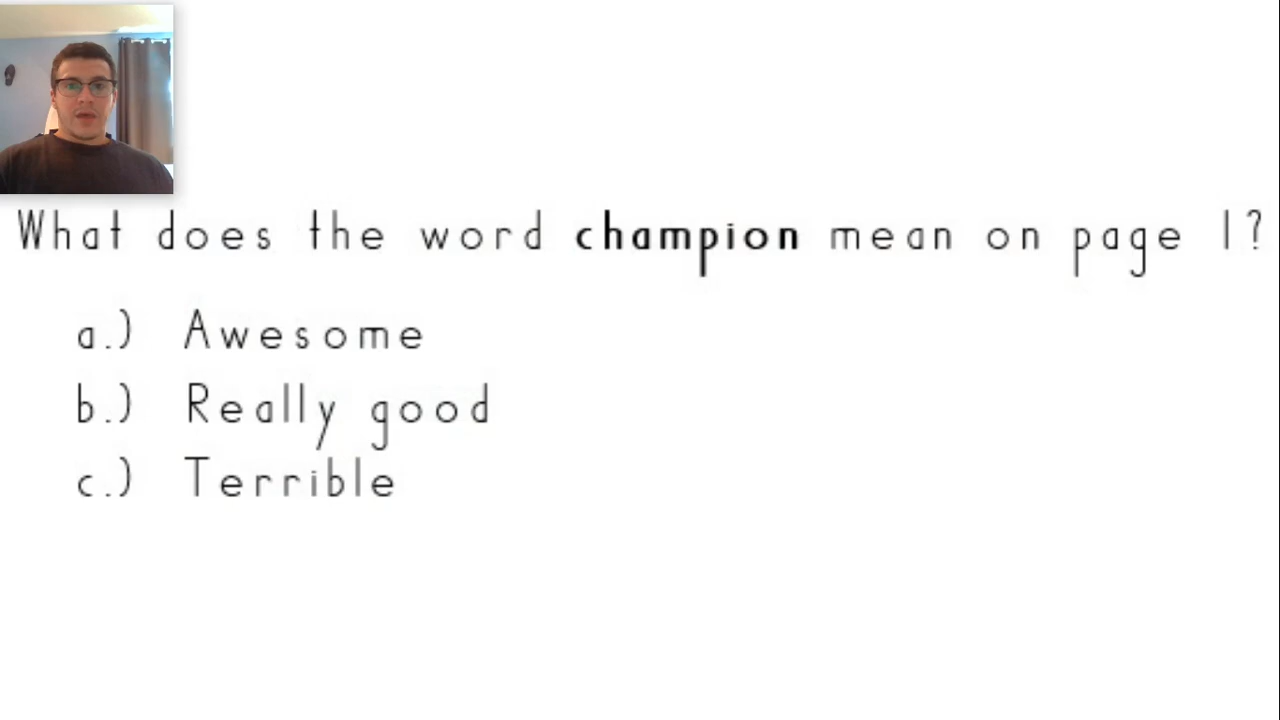 What does the word champion mean on page 1?
a.) Awesome
b.) Really good
c.) Terrible